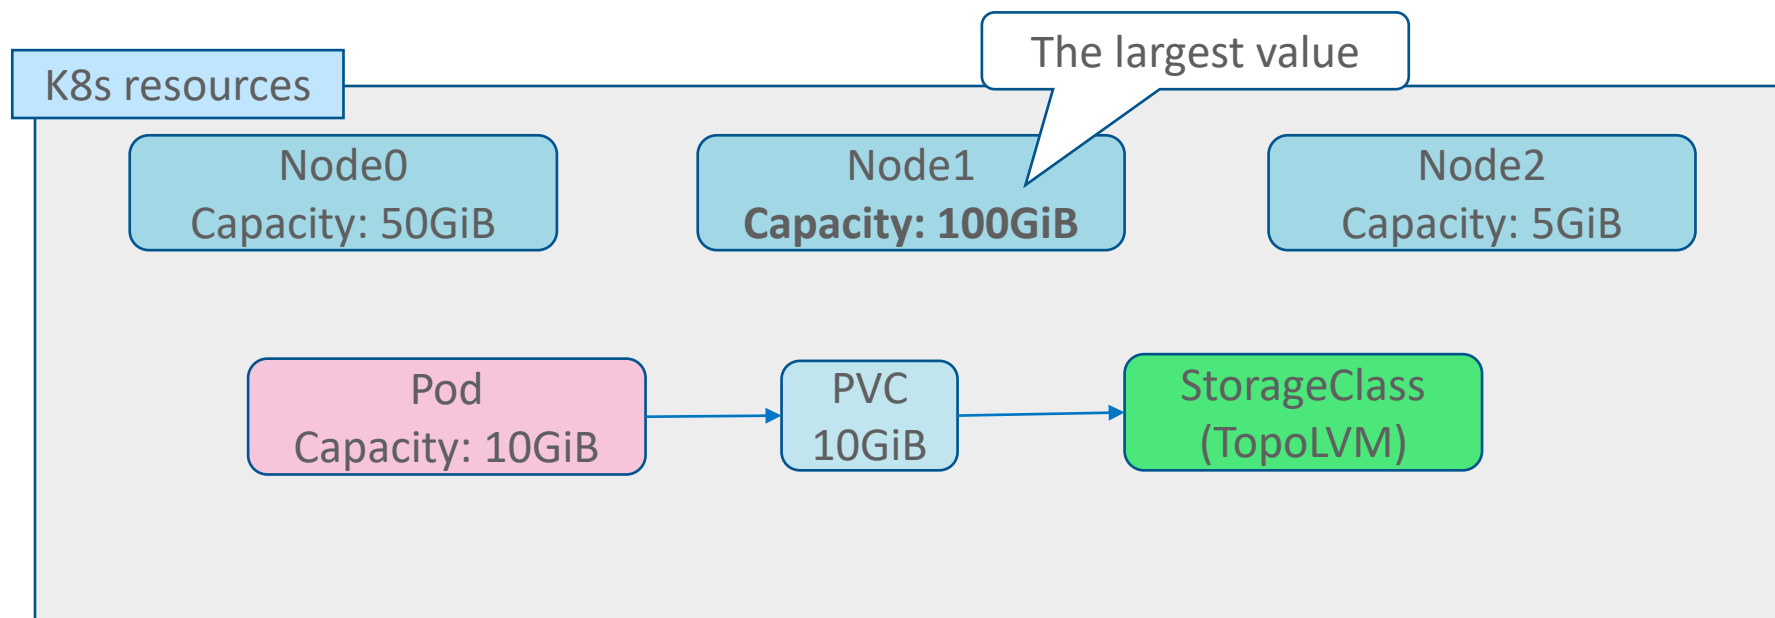 The largest value
K8s resources
Node0
Capacity: 50GiB
Node1
Capacity: 100GiB
Node2
Capacity: 5GiB
Pod
Capacity: 10GiB
PVC
10GiB
StorageClass
(TopoLVM)